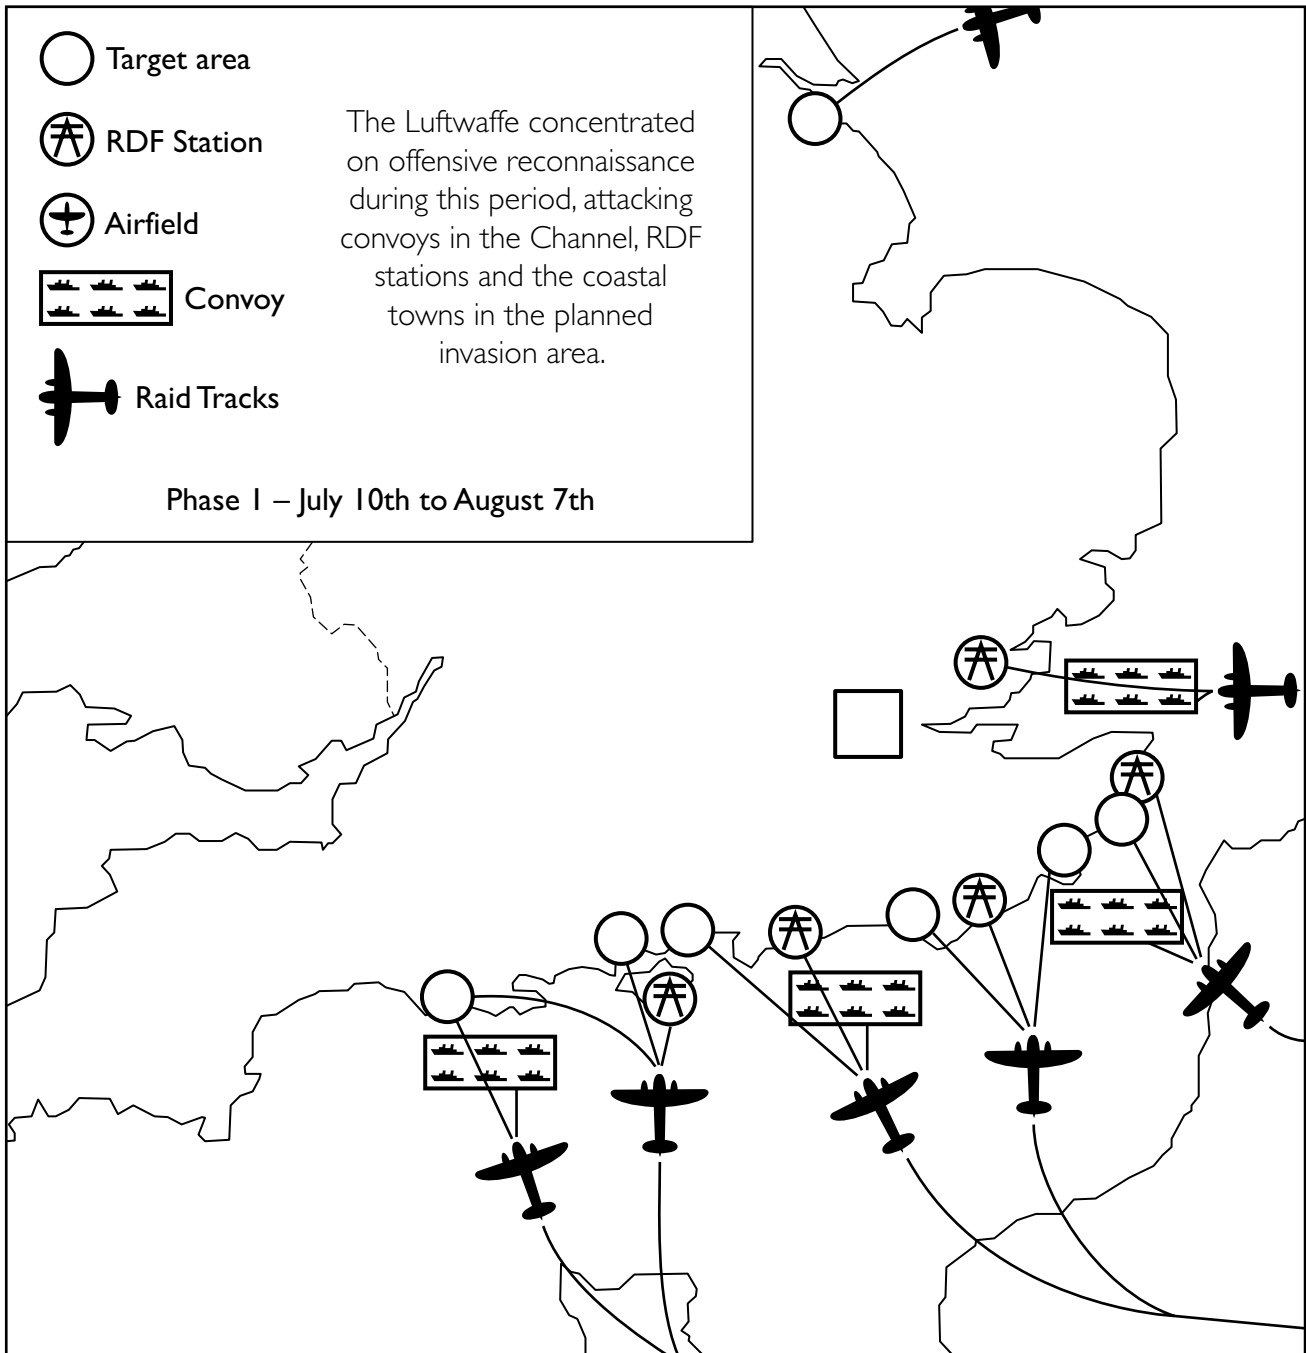 Target area
RDF Station
Airfield
Convoy
Raid Tracks
The Luftwaffe concentrated
on offensive reconnaissance
during this period, attacking
convoys in the Channel, RDF
stations and the coastal
towns in the planned
invasion area.
Phase 1 – July 10th to August 7th